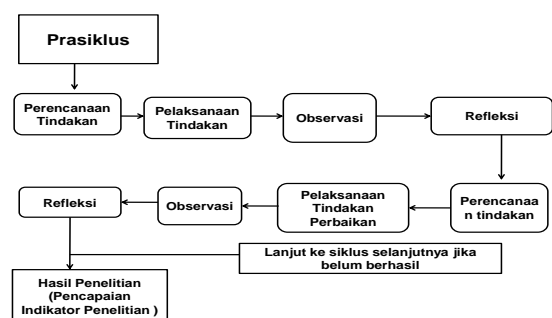 Prasiklus
Perencanaan
Tindakan
Pelaksanaan
Tindakan
Observasi
Refleksi
Refleksi
Observasi
Pelaksanaan
Tindakan
Perbaikan
Perencanaa
n tindakan
Lanjut ke siklus selanjutnya jika
belum berhasil
Hasil Penelitian
(Pencapaian
Indikator Penelitian )